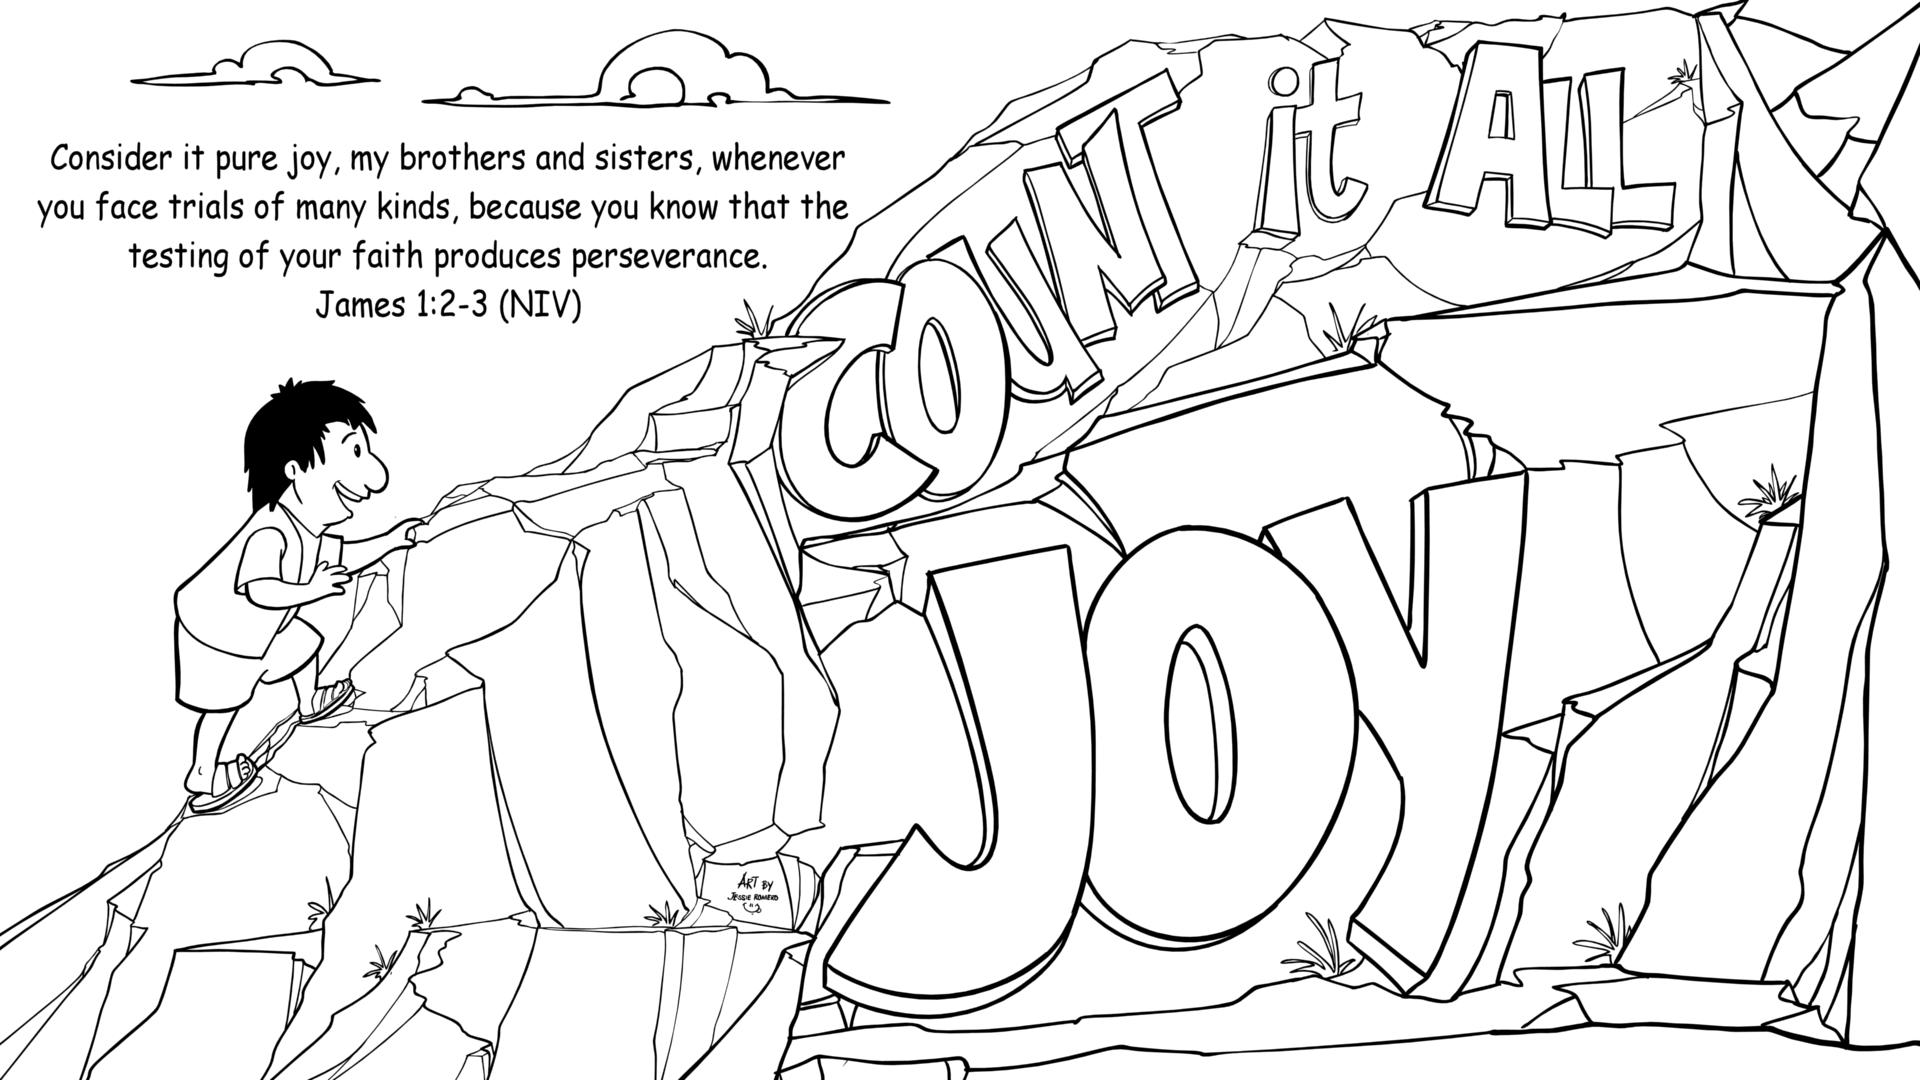 Consider it pure joy, my brothers and sisters, whenever
you face trials of many kinds, because you know that the
testing of your faith produces perseverance.
James 1:2-3 (NIV)
COUNT it ALL
JOY
ART BY
JESSIE ROMERO